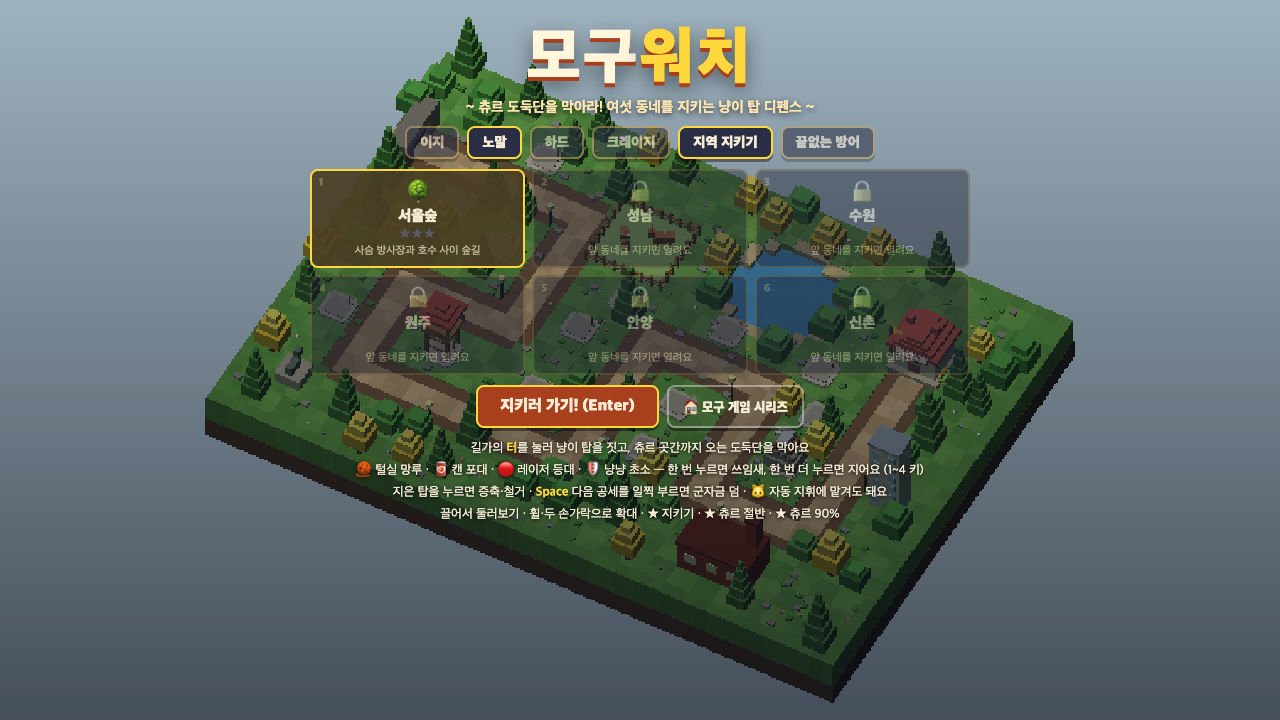 모구워치
~ 츄르 도둑단을 막아라! 여섯 동네를 지키는 냥이 탑 디펜스 ~
이지 노말 하드 크레이지 지역 지키기 끝없는 방어
1 2 3
서울숲 성남 수원
★★★
사슴 방사장과 호수 사이 숲길 앞 동네를 지키면 열려요 앞 동네를 지키면 열려요
4 5 6
원주 안양 신촌
앞 동네를 지키면 열려요 앞 동네를 지키면 열려요 앞 동네를 지키면 열려요
지키러 가기! (Enter) 🏠 모구 게임 시리즈
길가의 터를 눌러 냥이 탑을 짓고, 츄르 곳간까지 오는 도둑단을 막아요
🧶 털실 망루 · 🥫 캔 포대 · 🔴 레이저 등대 · 🛡️ 냥냥 초소 — 한 번 누르면 쓰임새, 한 번 더 누르면 지어요 (1~4 키)
지은 탑을 누르면 증축·철거 · Space 다음 공세를 일찍 부르면 군자금 덤 · 🐱 자동 지휘에 맡겨도 돼요
끌어서 둘러보기 · 휠·두 손가락으로 확대 · ★ 지키기 · ★ 츄르 절반 · ★ 츄르 90%